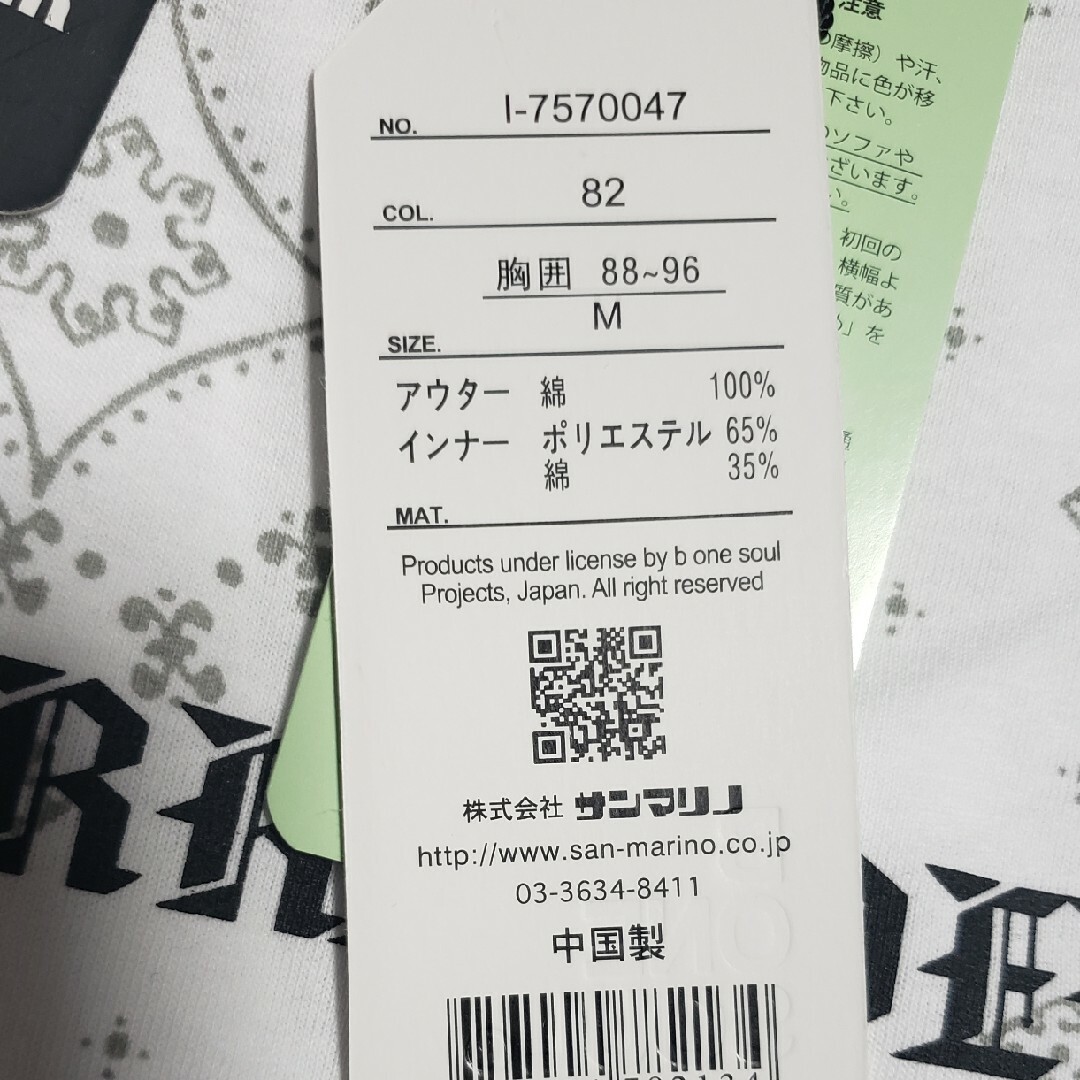 NO. I-7570047
COL. 82
胸囲 88~96
M
SIZE.
アウター 綿 100%
インナー ポリエステル 65%
綿 35%
MAT.
Products under license by b one soul
Projects, Japan. All right reserved
株式会社 サンマリノ
http://www.san-marino.co.jp
03-3634-8411
中国製
注意
摩擦）や汗、
物品に色が移
下さい。
ソファや
ざいます。
初回の
横幅よ
質があ
」を